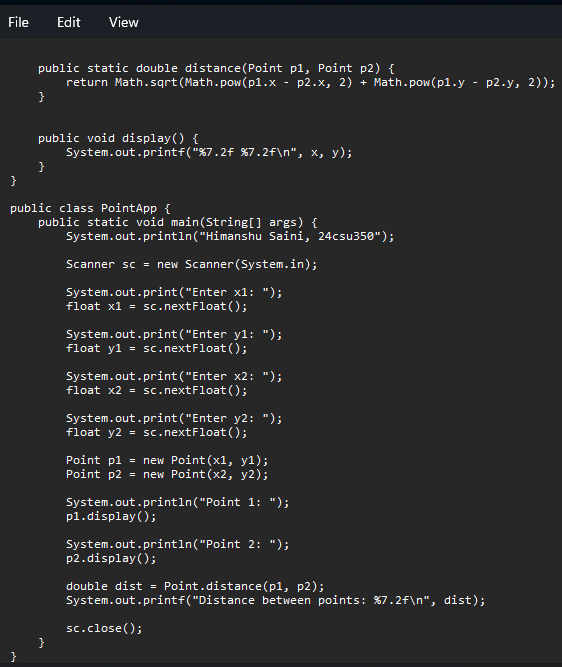 File Edit View
public static double distance(Point p1, Point p2) {
return Math.sqrt(Math.pow(p1.x - p2.x, 2) + Math.pow(p1.y - p2.y, 2));
}
public void display() {
System.out.printf("%7.2f %7.2f\n", x, y);
}
}
public class PointApp {
public static void main(String[] args) {
System.out.println("Himanshu Saini, 24csu350");
Scanner sc = new Scanner(System.in);
System.out.print("Enter x1: ");
float x1 = sc.nextFloat();
System.out.print("Enter y1: ");
float y1 = sc.nextFloat();
System.out.print("Enter x2: ");
float x2 = sc.nextFloat();
System.out.print("Enter y2: ");
float y2 = sc.nextFloat();
Point p1 = new Point(x1, y1);
Point p2 = new Point(x2, y2);
System.out.println("Point 1: ");
p1.display();
System.out.println("Point 2: ");
p2.display();
double dist = Point.distance(p1, p2);
System.out.printf("Distance between points: %7.2f\n", dist);
sc.close();
}
}